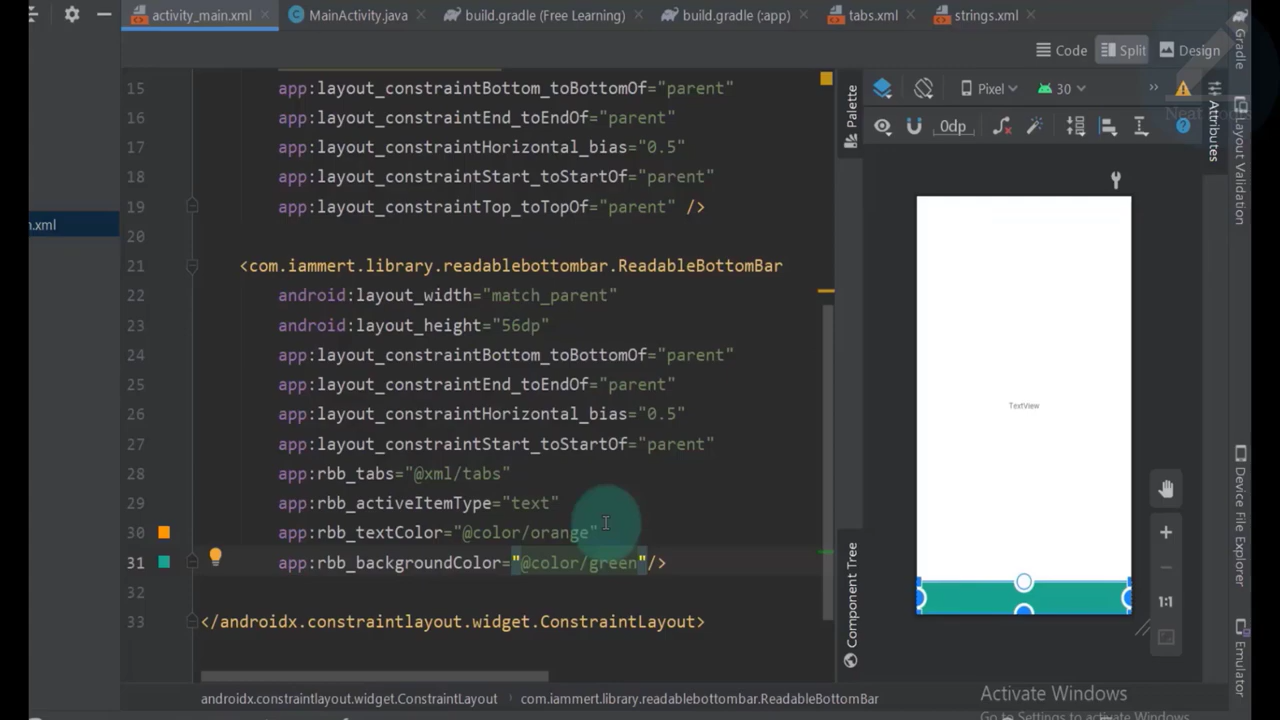 activity_main.xml
MainActivity.java
build.gradle (Free Learning)
build.gradle (:app)
tabs.xml
strings.xml
Code
Split
Design
Gradle
Palette
Pixel
30
Attributes
Layout Validation
0dp
n.xml
15 app:layout_constraintBottom_toBottomOf="parent"
16 app:layout_constraintEnd_toEndOf="parent"
17 app:layout_constraintHorizontal_bias="0.5"
18 app:layout_constraintStart_toStartOf="parent"
19 app:layout_constraintTop_toTopOf="parent" />
20
21 <com.iammert.library.readablebottombar.ReadableBottomBar
22 android:layout_width="match_parent"
23 android:layout_height="56dp"
24 app:layout_constraintBottom_toBottomOf="parent"
25 app:layout_constraintEnd_toEndOf="parent"
26 app:layout_constraintHorizontal_bias="0.5"
27 app:layout_constraintStart_toStartOf="parent"
28 app:rbb_tabs="@xml/tabs"
29 app:rbb_activeItemType="text"
30 app:rbb_textColor="@color/orange"
31 app:rbb_backgroundColor="@color/green"/>
32
33 </androidx.constraintlayout.widget.ConstraintLayout>
TextView
1:1
Component Tree
Device File Explorer
Emulator
androidx.constraintlayout.widget.ConstraintLayout
com.iammert.library.readablebottombar.ReadableBottomBar
Activate Windows
Go to Settings to activate Windows